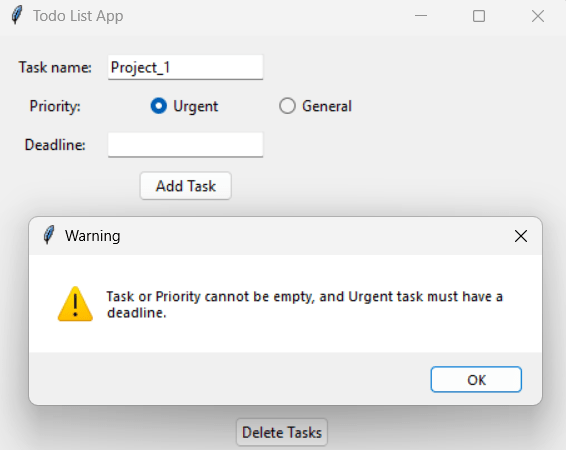 Todo List App
Task name: Project_1
Priority: Urgent General
Deadline:
Add Task
Warning
Task or Priority cannot be empty, and Urgent task must have a
deadline.
OK
Delete Tasks